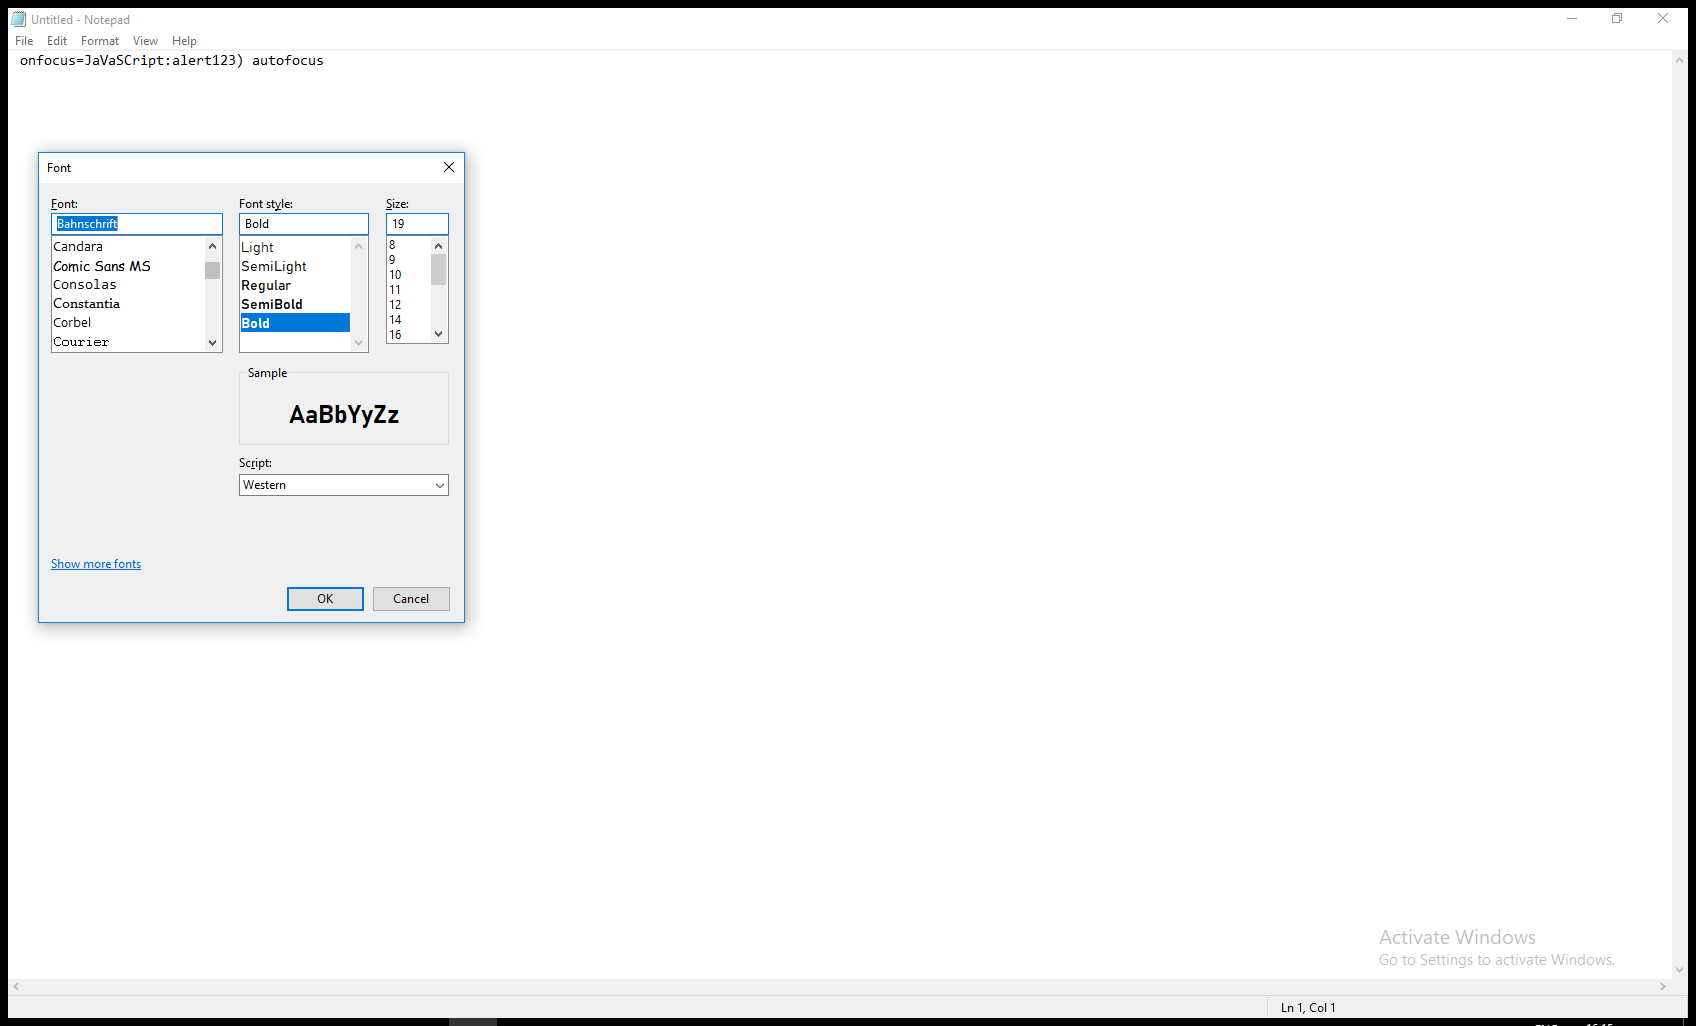 Untitled - Notepad
File Edit Format View Help
onfocus=JaVaSCript:alert123) autofocus
Font
Font: Font style: Size:
Bahnschrift Bold 19
Candara
Comic Sans MS
Consolas
Constantia
Corbel
Courier
Light
SemiLight
Regular
SemiBold
Bold
8
9
10
11
12
14
16
Sample
AaBbYyZz
Script:
Western
Show more fonts
OK Cancel
Activate Windows
Go to Settings to activate Windows.
Ln 1, Col 1